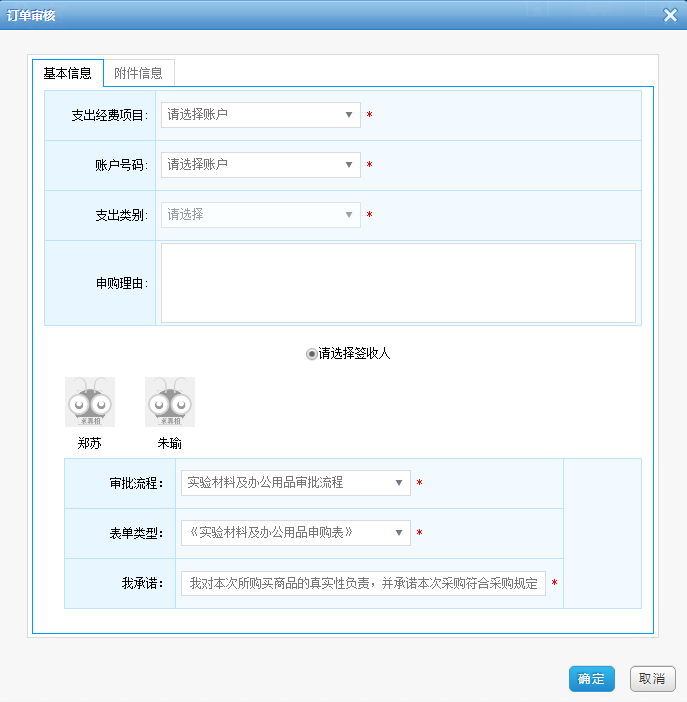 订单审核
基本信息 附件信息
支出经费项目: 请选择账户 *
账户号码: 请选择账户 *
支出类别: 请选择 *
申购理由:
请选择签收人
郑苏 朱瑜
审批流程: 实验材料及办公用品审批流程 *
表单类型: 《实验材料及办公用品申购表》 *
我承诺: 我对本次所购买商品的真实性负责，并承诺本次采购符合采购规定 *
确定 取消